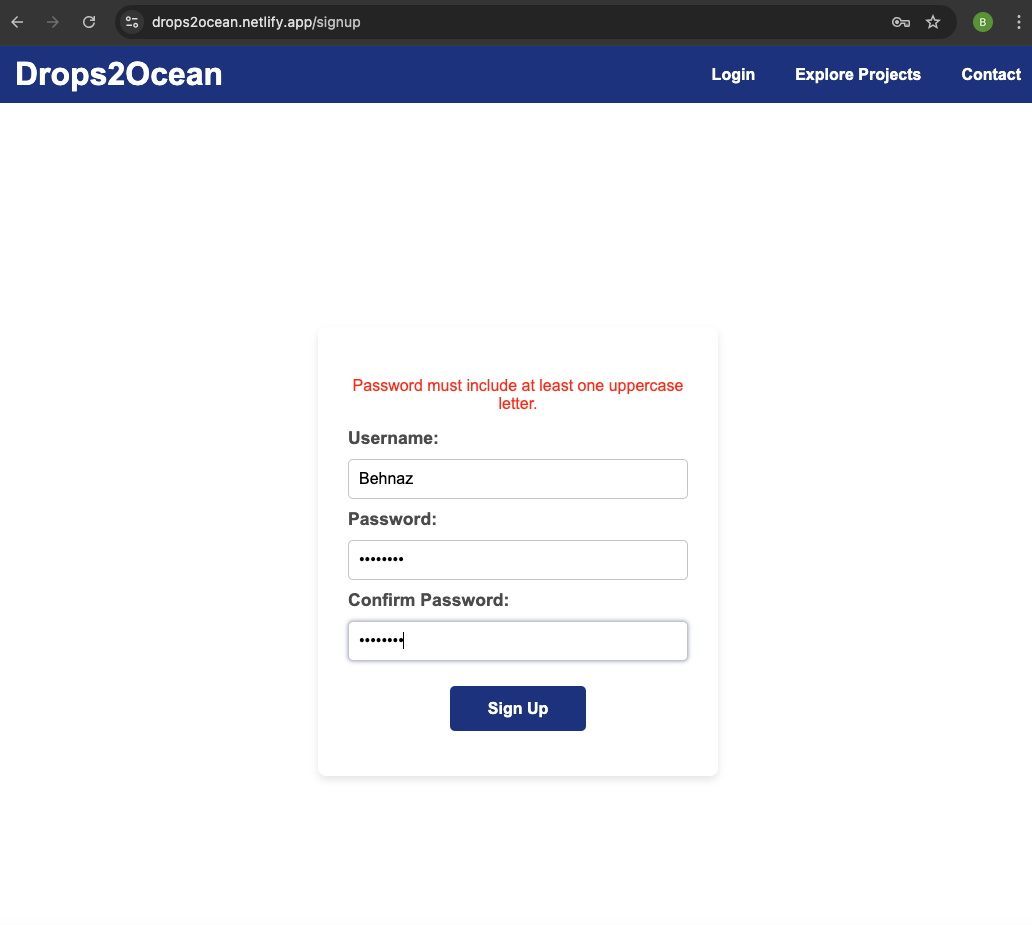 drops2ocean.netlify.app/signup
B
Drops2Ocean
Login Explore Projects Contact
Password must include at least one uppercase
letter.
Username:
Behnaz
Password:
••••••••
Confirm Password:
••••••••
Sign Up